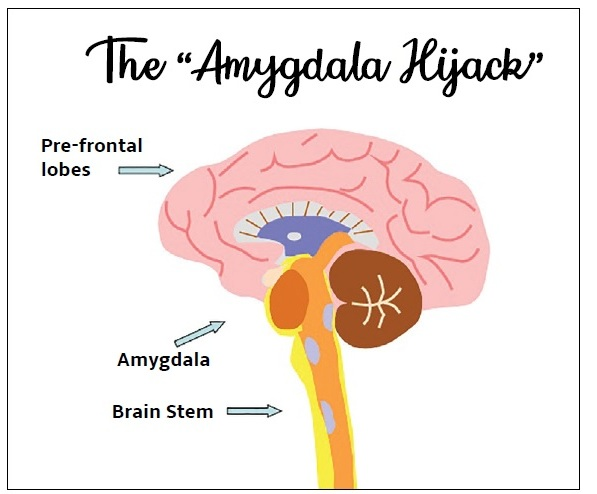 The “Amygdala Hijack”
Pre-frontal
lobes
Amygdala
Brain Stem